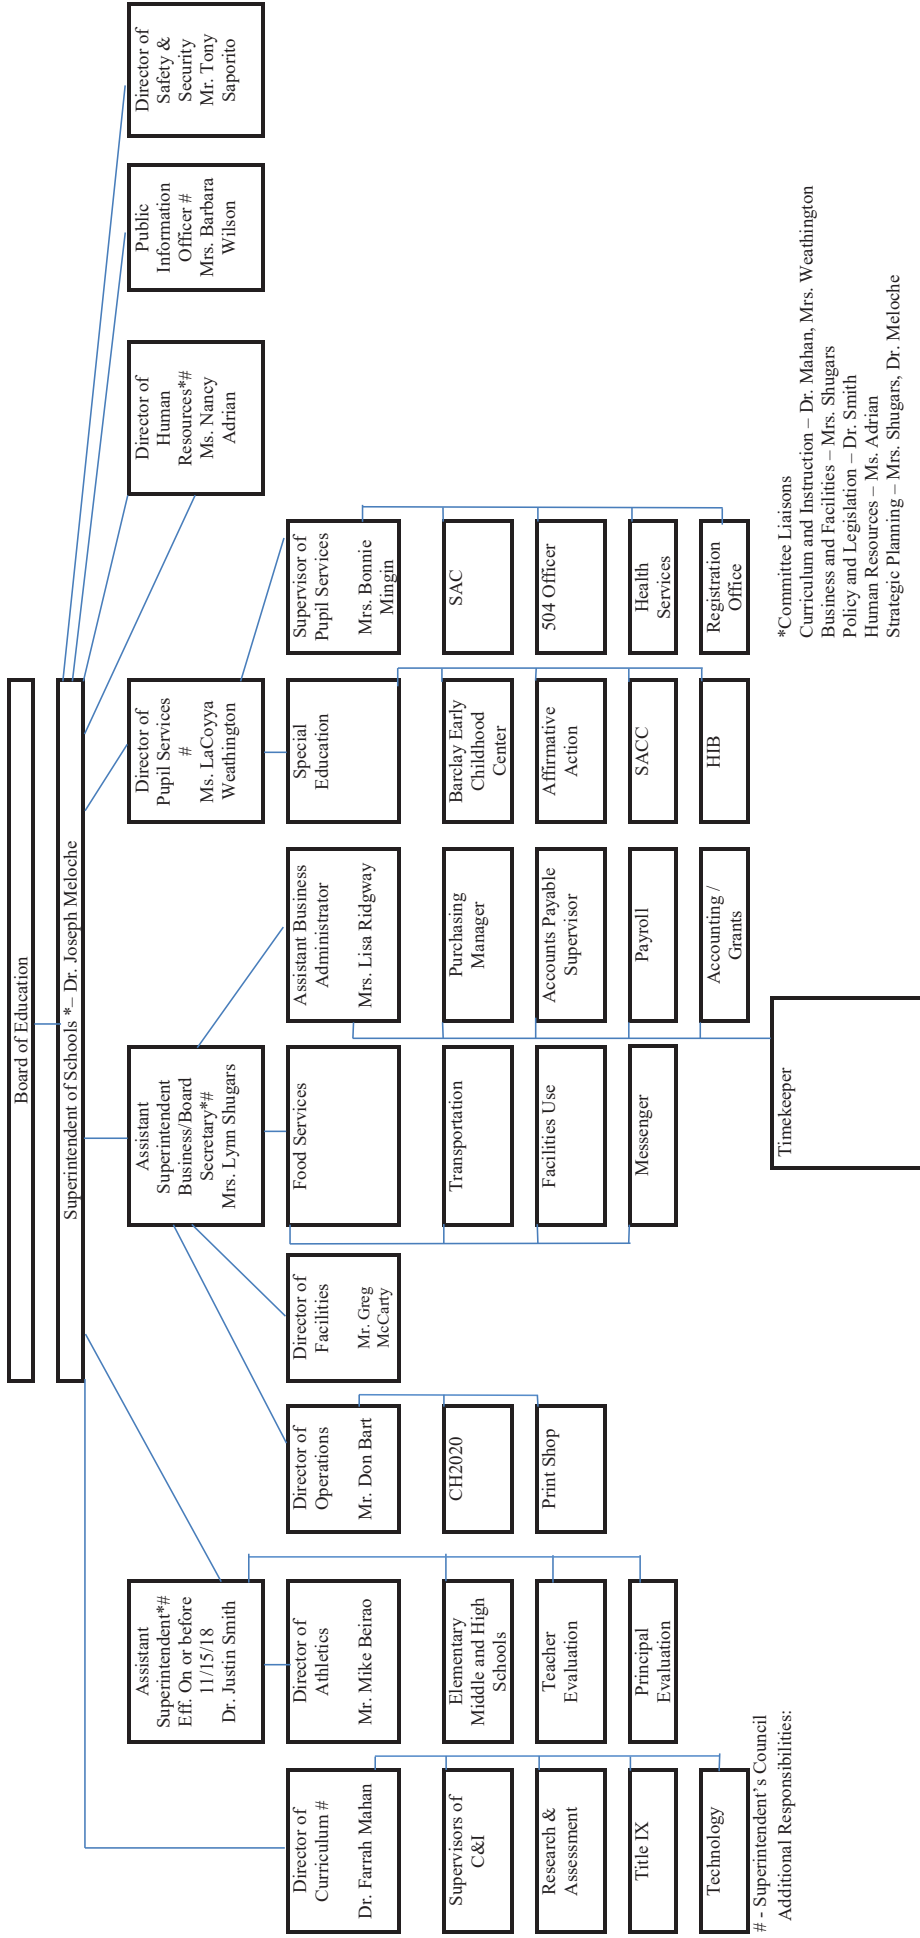 Board of Education
Superintendent of Schools *– Dr. Joseph Meloche
Assistant
Superintendent*#
Eff. On or before
11/15/18
Dr. Justin Smith
Assistant
Superintendent
Business/Board
Secretary*#
Mrs. Lynn Shugars
Director of
Pupil Services
#
Ms. LaCoyya
Weathington
Director of
Human
Resources*#
Ms. Nancy
Adrian
Public
Information
Officer #
Mrs. Barbara
Wilson
Director of
Safety &
Security
Mr. Tony
Saporito
Director of
Curriculum #
Dr. Farrah Mahan
Director of
Athletics
Mr. Mike Beirao
Director of
Operations
Mr. Don Bart
Director of
Facilities
Mr. Greg
McCarty
Food Services
Assistant Business
Administrator
Mrs. Lisa Ridgway
Special
Education
Supervisor of
Pupil Services
Mrs. Bonnie
Mingin
Supervisors of
C&I
Elementary
Middle and High
Schools
CH2020
Transportation
Purchasing
Manager
Barclay Early
Childhood
Center
SAC
Research &
Assessment
Teacher
Evaluation
Print Shop
Facilities Use
Accounts Payable
Supervisor
Affirmative
Action
504 Officer
Title IX
Principal
Evaluation
Messenger
Payroll
SACC
Health
Services
Technology
Accounting /
Grants
HIB
Registration
Office
# - Superintendent's Council
Additional Responsibilities:
Timekeeper
*Committee Liaisons
Curriculum and Instruction – Dr. Mahan, Mrs. Weathington
Business and Facilities – Mrs. Shugars
Policy and Legislation – Dr. Smith
Human Resources – Ms. Adrian
Strategic Planning – Mrs. Shugars, Dr. Meloche